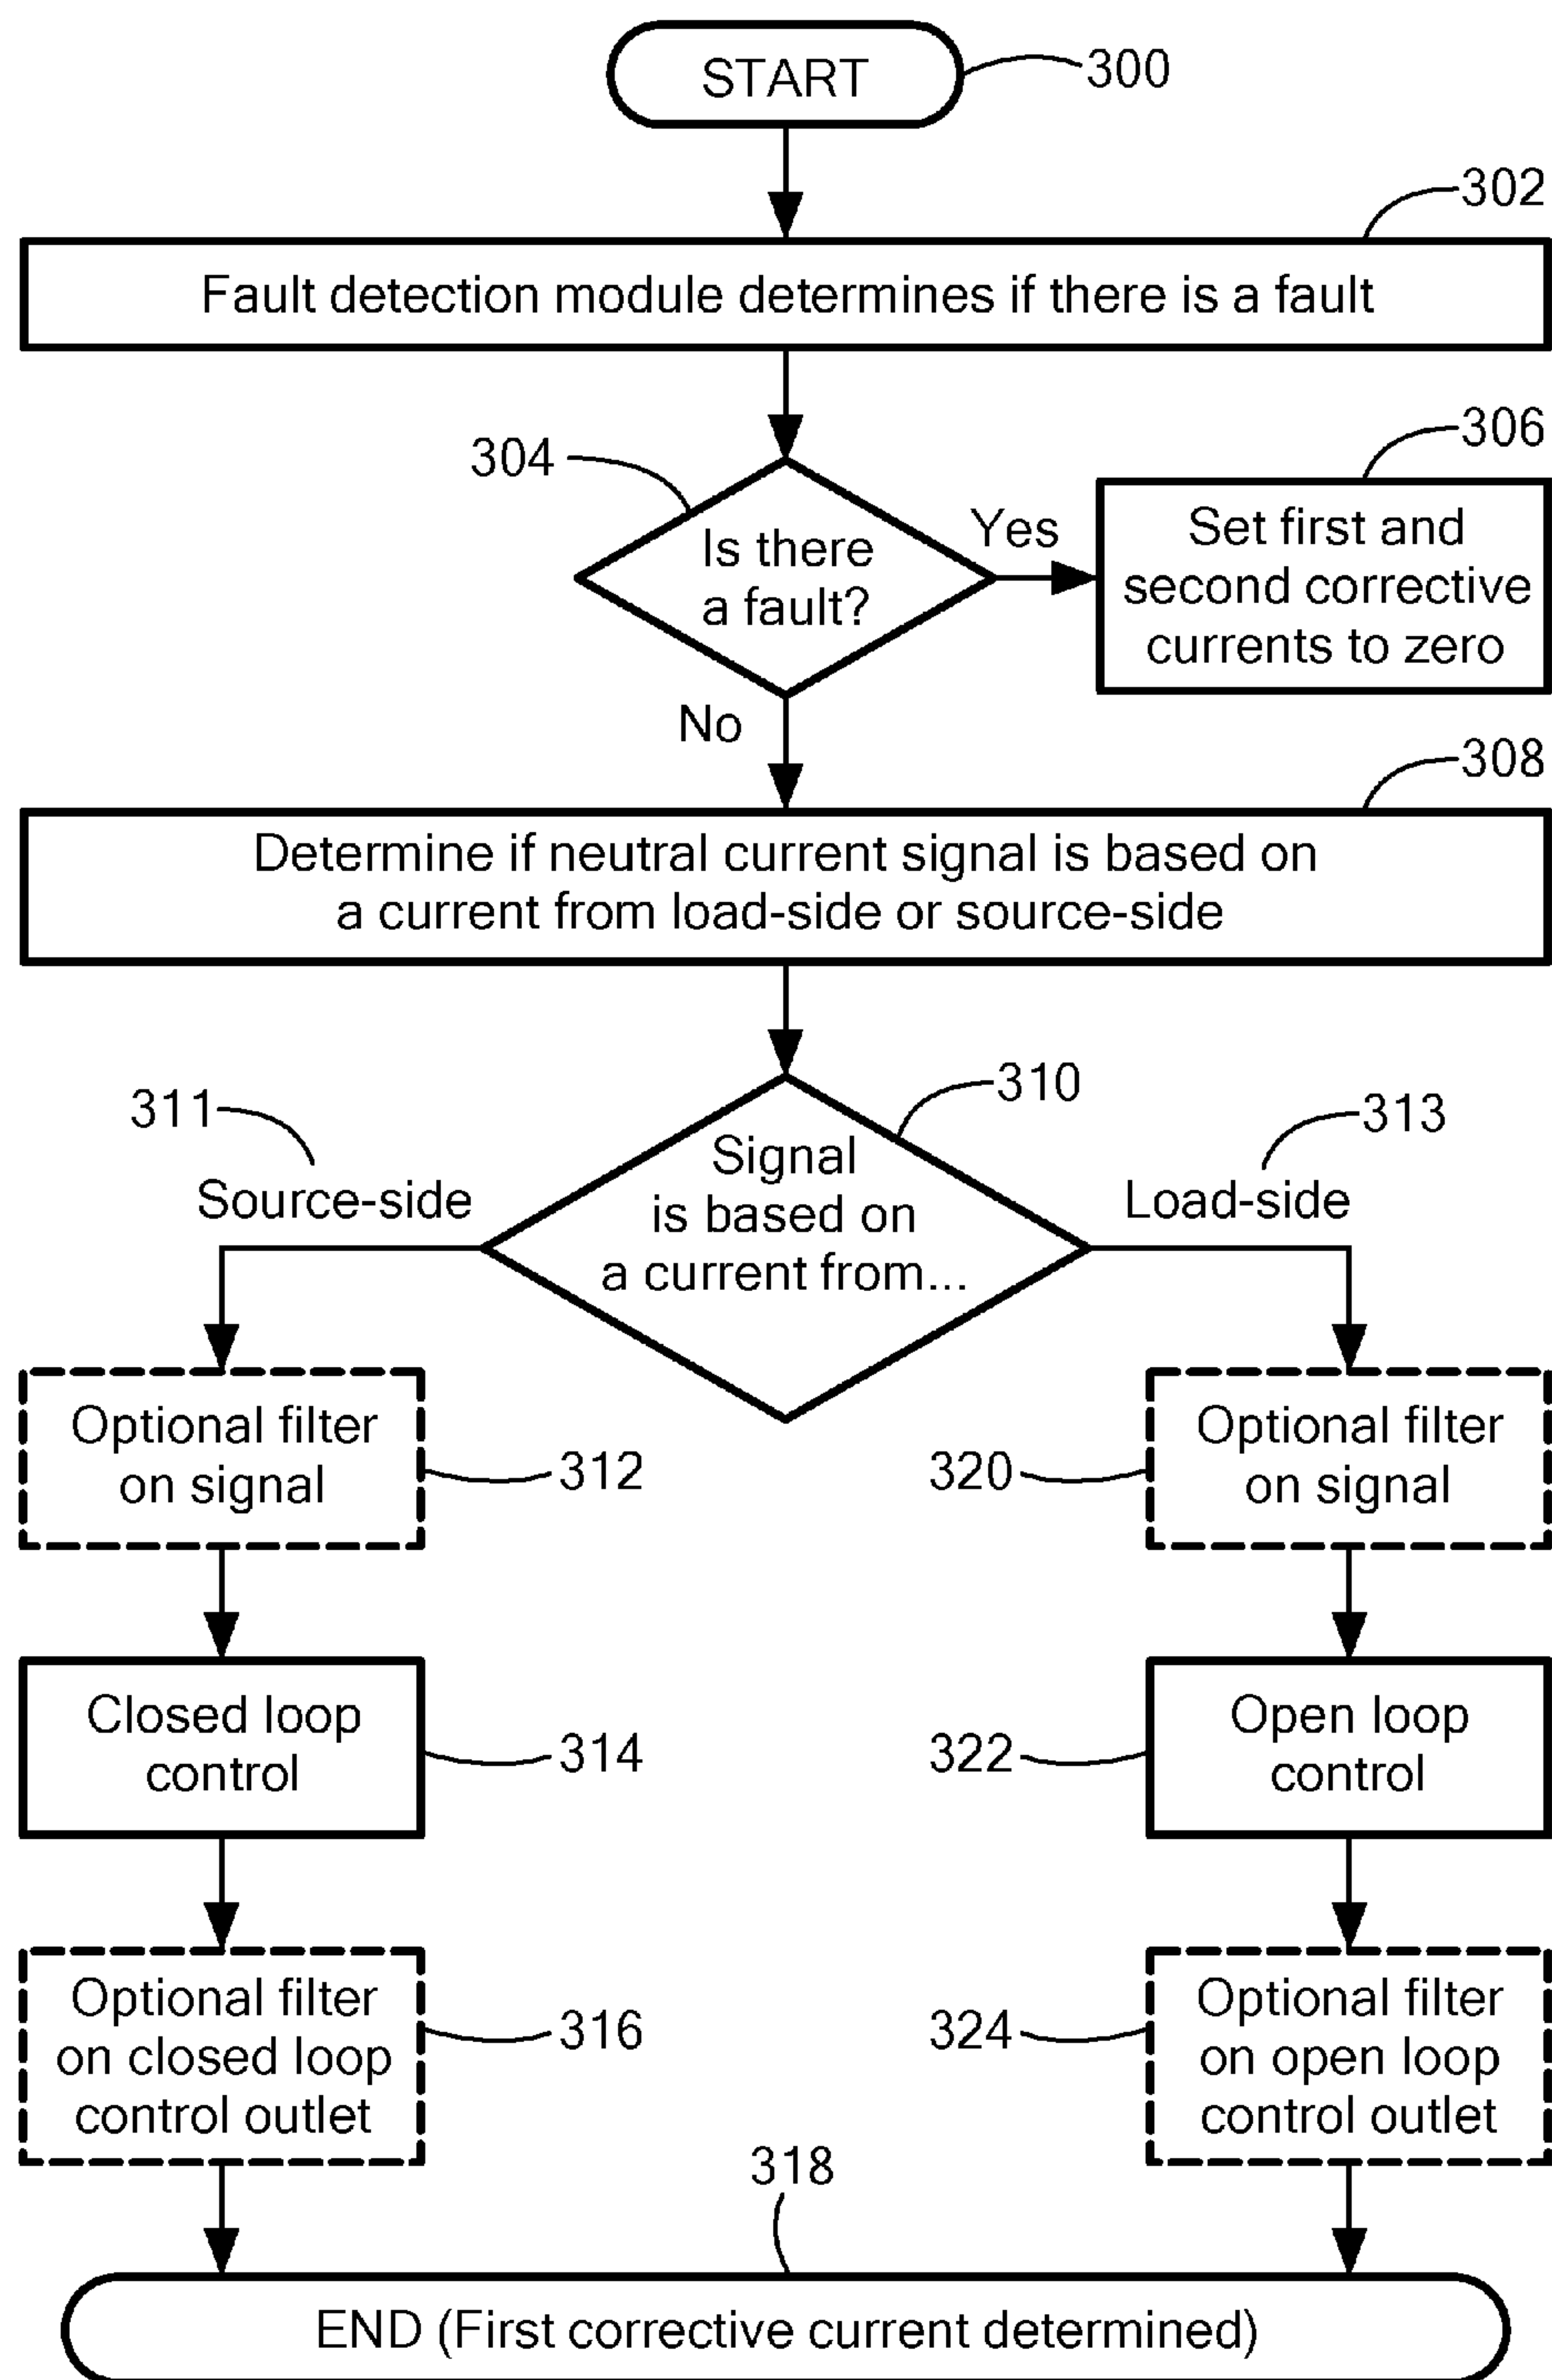 START
300
302
Fault detection module determines if there is a fault
304
Is there
a fault?
Yes
306
Set first and
second corrective
currents to zero
No
308
Determine if neutral current signal is based on
a current from load-side or source-side
310
Signal
is based on
a current from...
311
Source-side
313
Load-side
Optional filter
on signal
312
320
Optional filter
on signal
Closed loop
control
314
322
Open loop
control
Optional filter
on closed loop
control outlet
316
324
Optional filter
on open loop
control outlet
318
END (First corrective current determined)